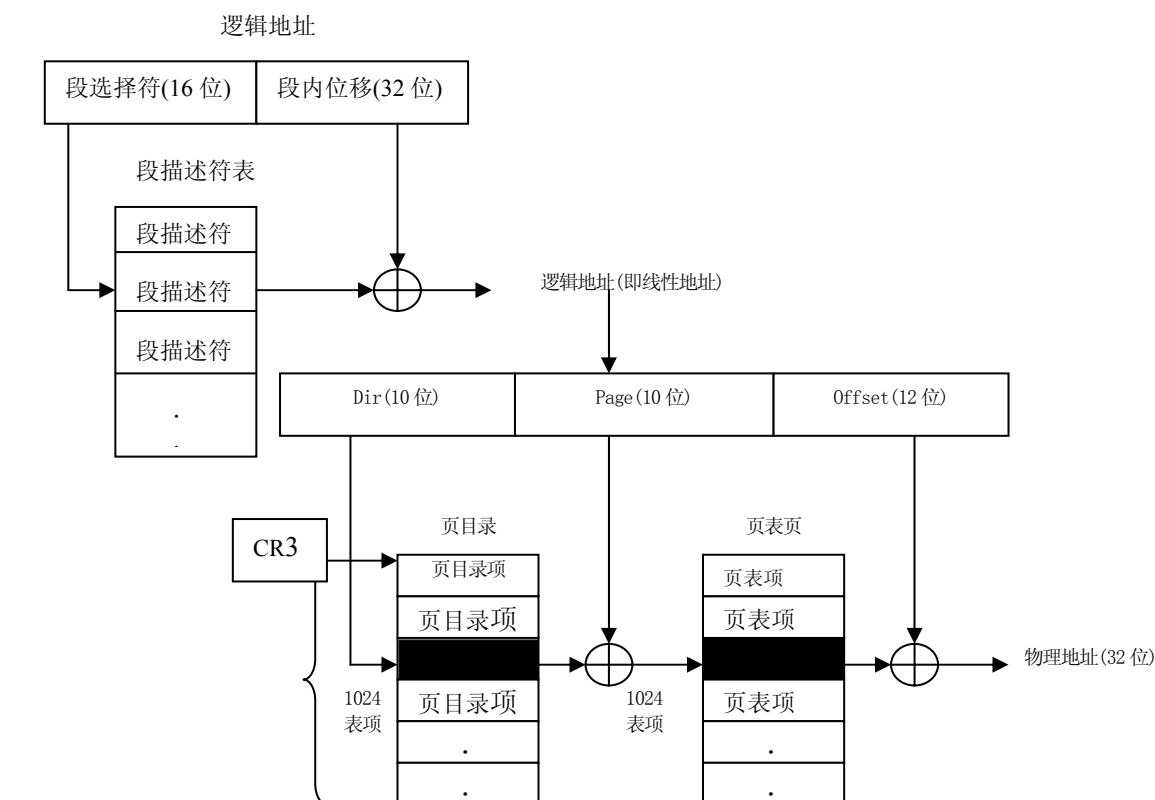 逻辑地址
段选择符(16 位)
段内位移(32 位)
段描述符表
段描述符
段描述符
段描述符
.
.
逻辑地址(即线性地址)
Dir(10 位)
Page(10 位)
Offset(12 位)
CR3
页目录
页表页
页目录项
页目录项
页目录项
.
.
页表项
页表项
页表项
.
.
1024
表项
1024
表项
物理地址(32 位)